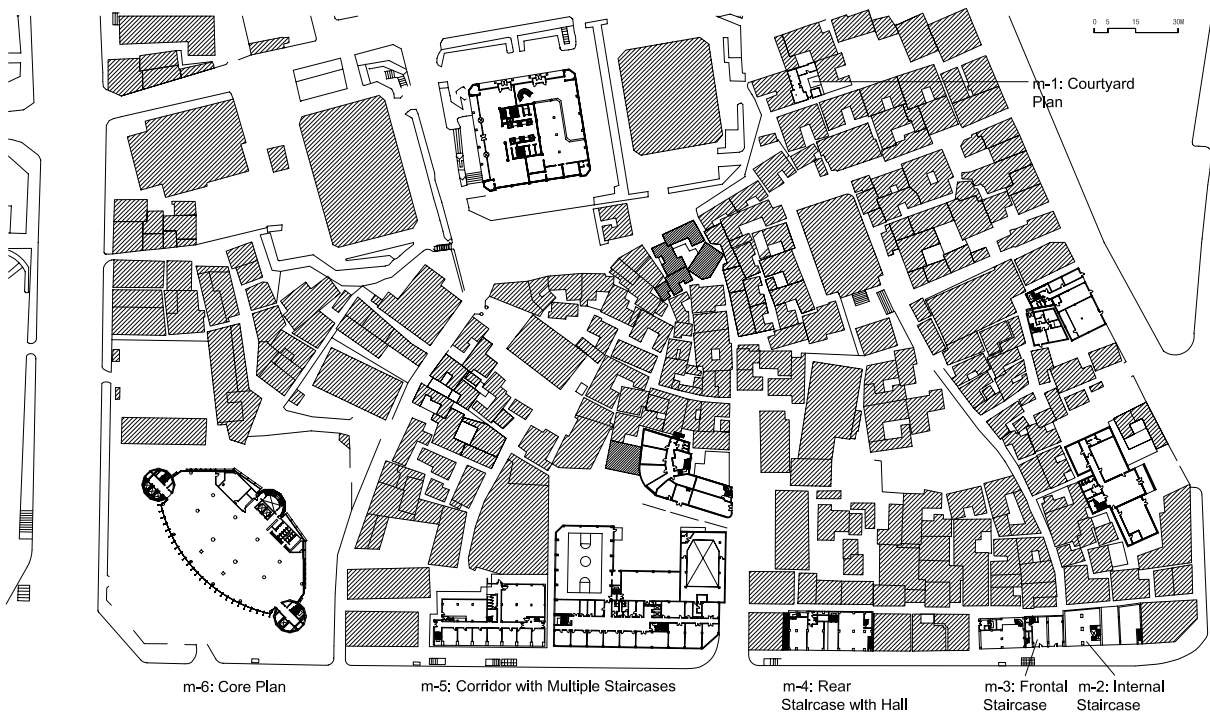 0 5 15 30M
m-1: Courtyard
Plan
m-6: Core Plan
m-5: Corridor with Multiple Staircases
m-4: Rear
Staircase with Hall
m-3: Frontal
Staircase
m-2: Internal
Staircase